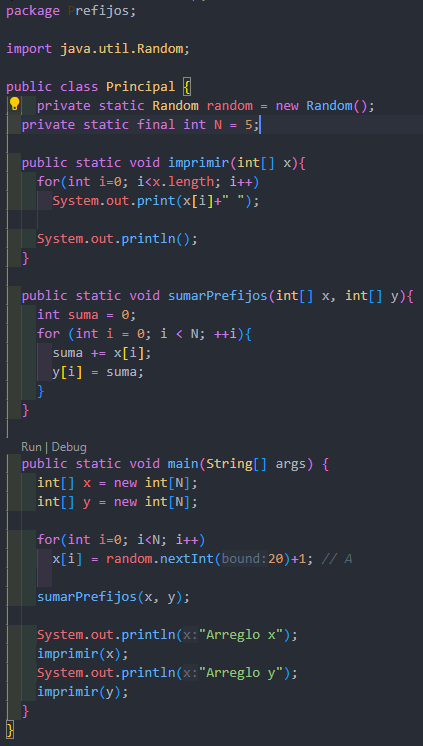 package Prefijos;
import java.util.Random;
public class Principal {
private static Random random = new Random();
private static final int N = 5;
public static void imprimir(int[] x){
for(int i=0; i<x.length; i++)
System.out.print(x[i]+" ");
System.out.println();
}
public static void sumarPrefijos(int[] x, int[] y){
int suma = 0;
for (int i = 0; i < N; ++i){
suma += x[i];
y[i] = suma;
}
}
Run | Debug
public static void main(String[] args) {
int[] x = new int[N];
int[] y = new int[N];
for(int i=0; i<N; i++)
x[i] = random.nextInt(bound:20)+1; // A
sumarPrefijos(x, y);
System.out.println(x:"Arreglo x");
imprimir(x);
System.out.println(x:"Arreglo y");
imprimir(y);
}
}